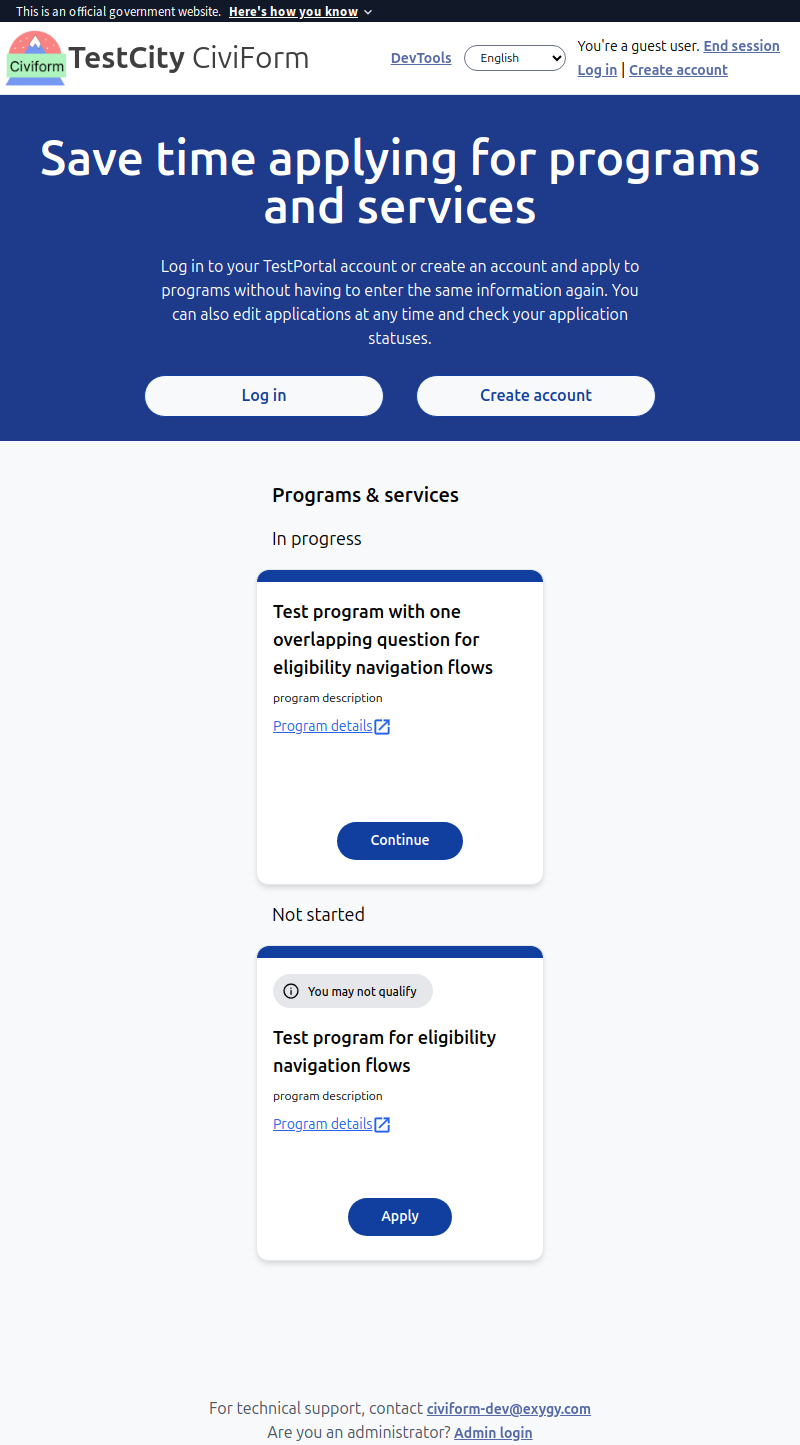 This is an official government website. Here's how you know
Civiform
TestCity CiviForm
DevTools
English
You're a guest user. End session
Log in | Create account
Save time applying for programs
and services
Log in to your TestPortal account or create an account and apply to
programs without having to enter the same information again. You
can also edit applications at any time and check your application
statuses.
Log in
Create account
Programs & services
In progress
Test program with one
overlapping question for
eligibility navigation flows
program description
Program details
Continue
Not started
You may not qualify
Test program for eligibility
navigation flows
program description
Program details
Apply
For technical support, contact civiform-dev@exygy.com
Are you an administrator? Admin login